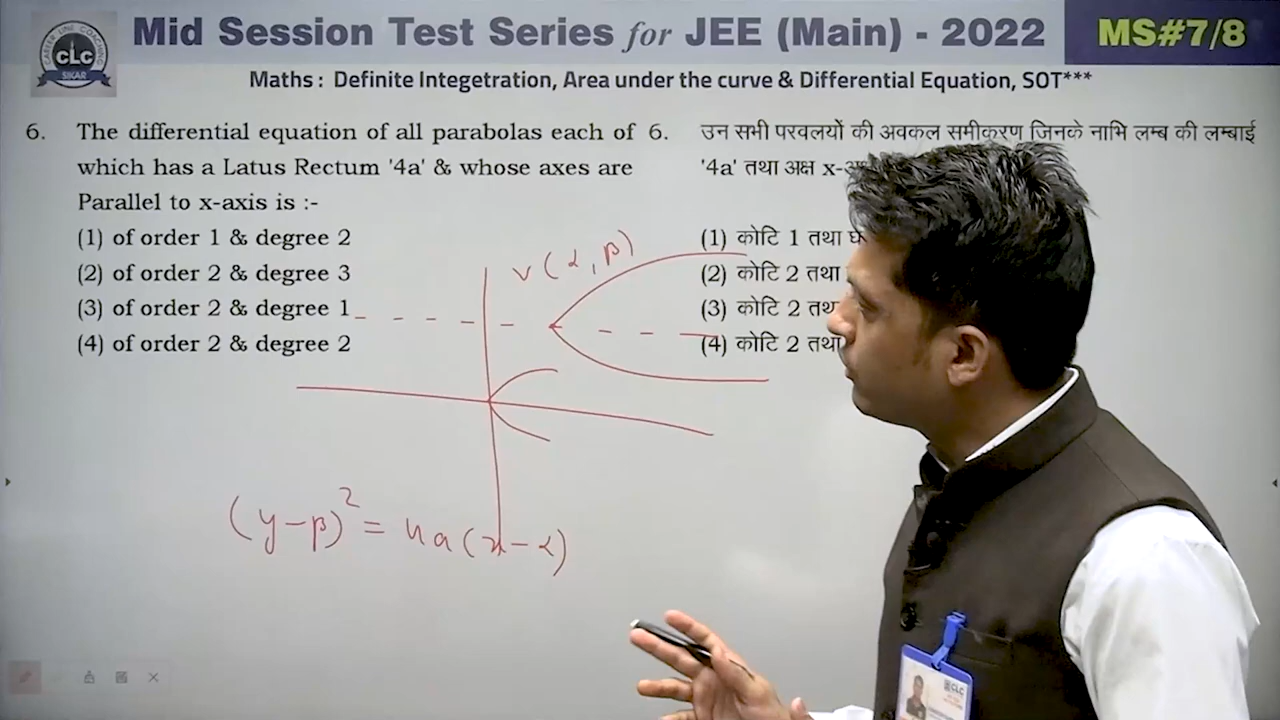 CAREER LINE COACHING
CLC
SIKAR
Mid Session Test Series for JEE (Main) - 2022
MS#7/8
Maths : Definite Integetration, Area under the curve & Differential Equation, SOT***
6. The differential equation of all parabolas each of
which has a Latus Rectum '4a' & whose axes are
Parallel to x-axis is :-
(1) of order 1 & degree 2
(2) of order 2 & degree 3
(3) of order 2 & degree 1
(4) of order 2 & degree 2
6. उन सभी परवलयों की अवकल समीकरण जिनके नाभि लम्ब की लम्बाई
'4a' तथा अक्ष x-
(1) कोटि 1 तथा
(2) कोटि 2 तथा
(3) कोटि 2
(4) कोटि 2 तथा
V(α, β)
(y-β)² = 4a(x-α)
CLC